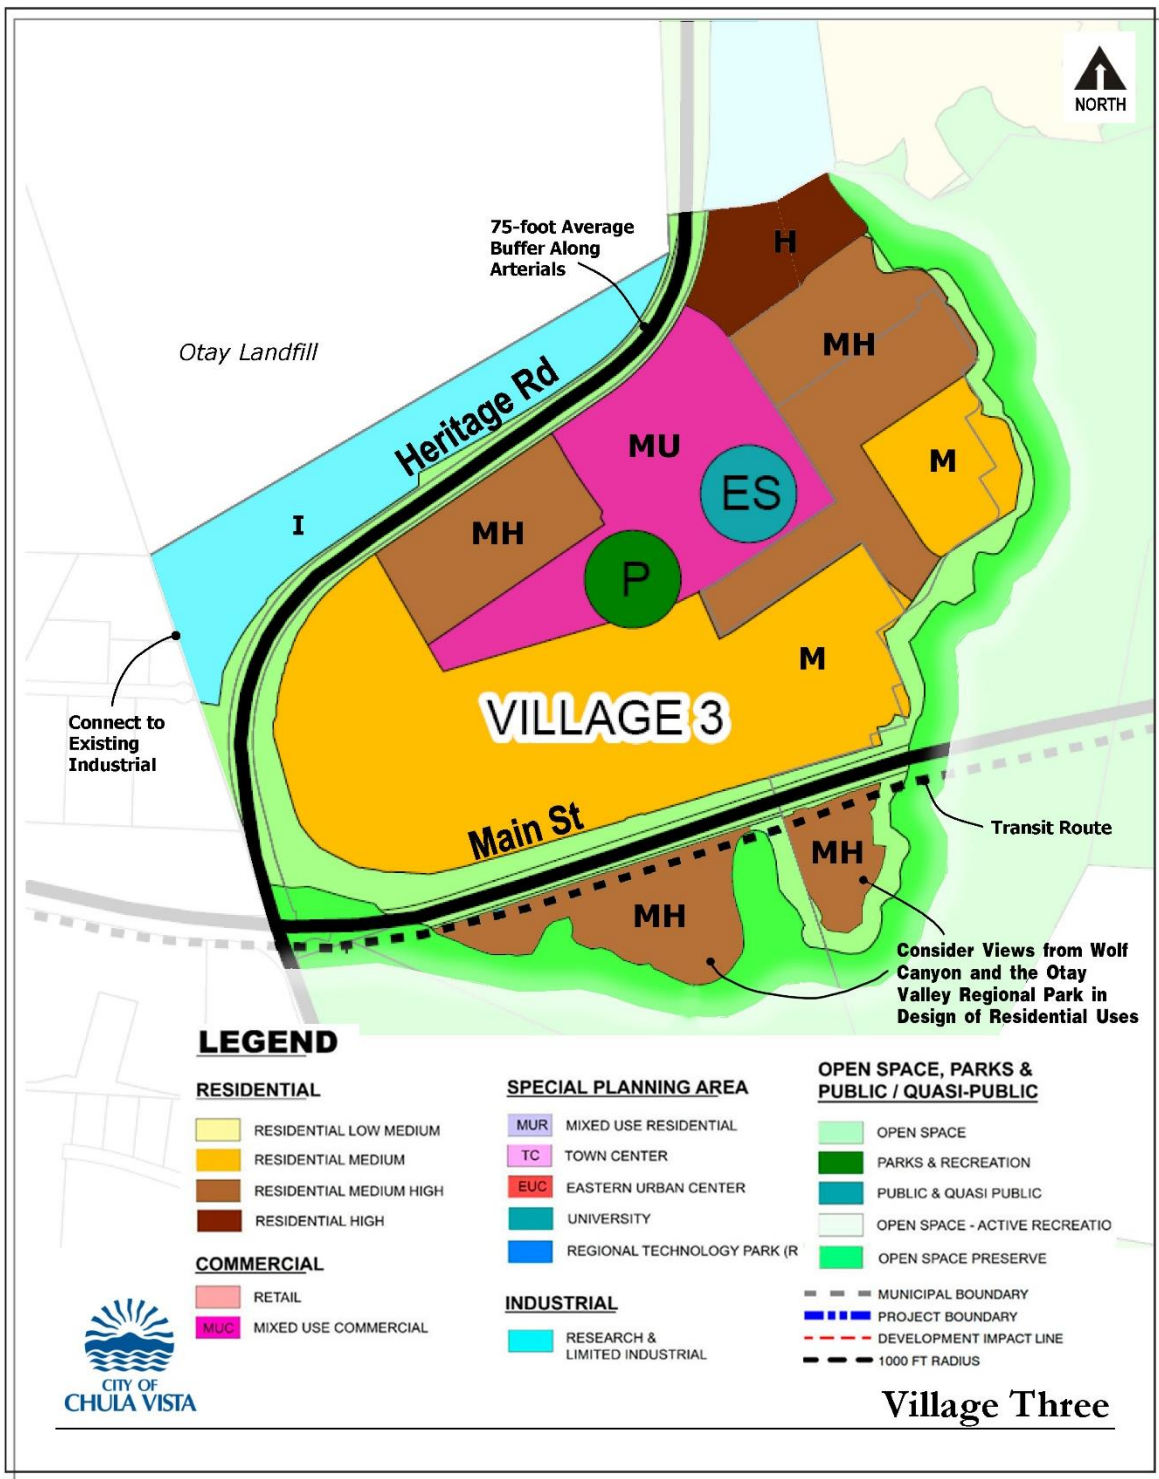 NORTH
75-foot Average
Buffer Along
Arterials
H
Otay Landfill
MH
Heritage Rd
MU
M
ES
I
MH
P
M
Connect to
Existing
Industrial
VILLAGE 3
Main St
Transit Route
MH
MH
Consider Views from Wolf
Canyon and the Otay
Valley Regional Park in
Design of Residential Uses
LEGEND
RESIDENTIAL
RESIDENTIAL LOW MEDIUM
RESIDENTIAL MEDIUM
RESIDENTIAL MEDIUM HIGH
RESIDENTIAL HIGH
COMMERCIAL
RETAIL
MUC MIXED USE COMMERCIAL
SPECIAL PLANNING AREA
MUR MIXED USE RESIDENTIAL
TC TOWN CENTER
EUC EASTERN URBAN CENTER
UNIVERSITY
REGIONAL TECHNOLOGY PARK (R
INDUSTRIAL
RESEARCH &
LIMITED INDUSTRIAL
OPEN SPACE, PARKS &
PUBLIC / QUASI-PUBLIC
OPEN SPACE
PARKS & RECREATION
PUBLIC & QUASI PUBLIC
OPEN SPACE - ACTIVE RECREATIO
OPEN SPACE PRESERVE
MUNICIPAL BOUNDARY
PROJECT BOUNDARY
DEVELOPMENT IMPACT LINE
1000 FT RADIUS
CITY OF
CHULA VISTA
Village Three